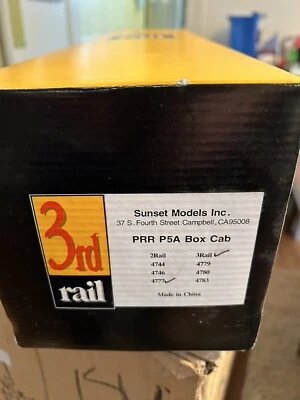 3rd
rail
Sunset Models Inc.
37 S. Fourth Street Campbell, CA95008
PRR P5A Box Cab
2Rail 3Rail ✓
4744 4779
4746 4780
4777 ✓ 4783
Made in China